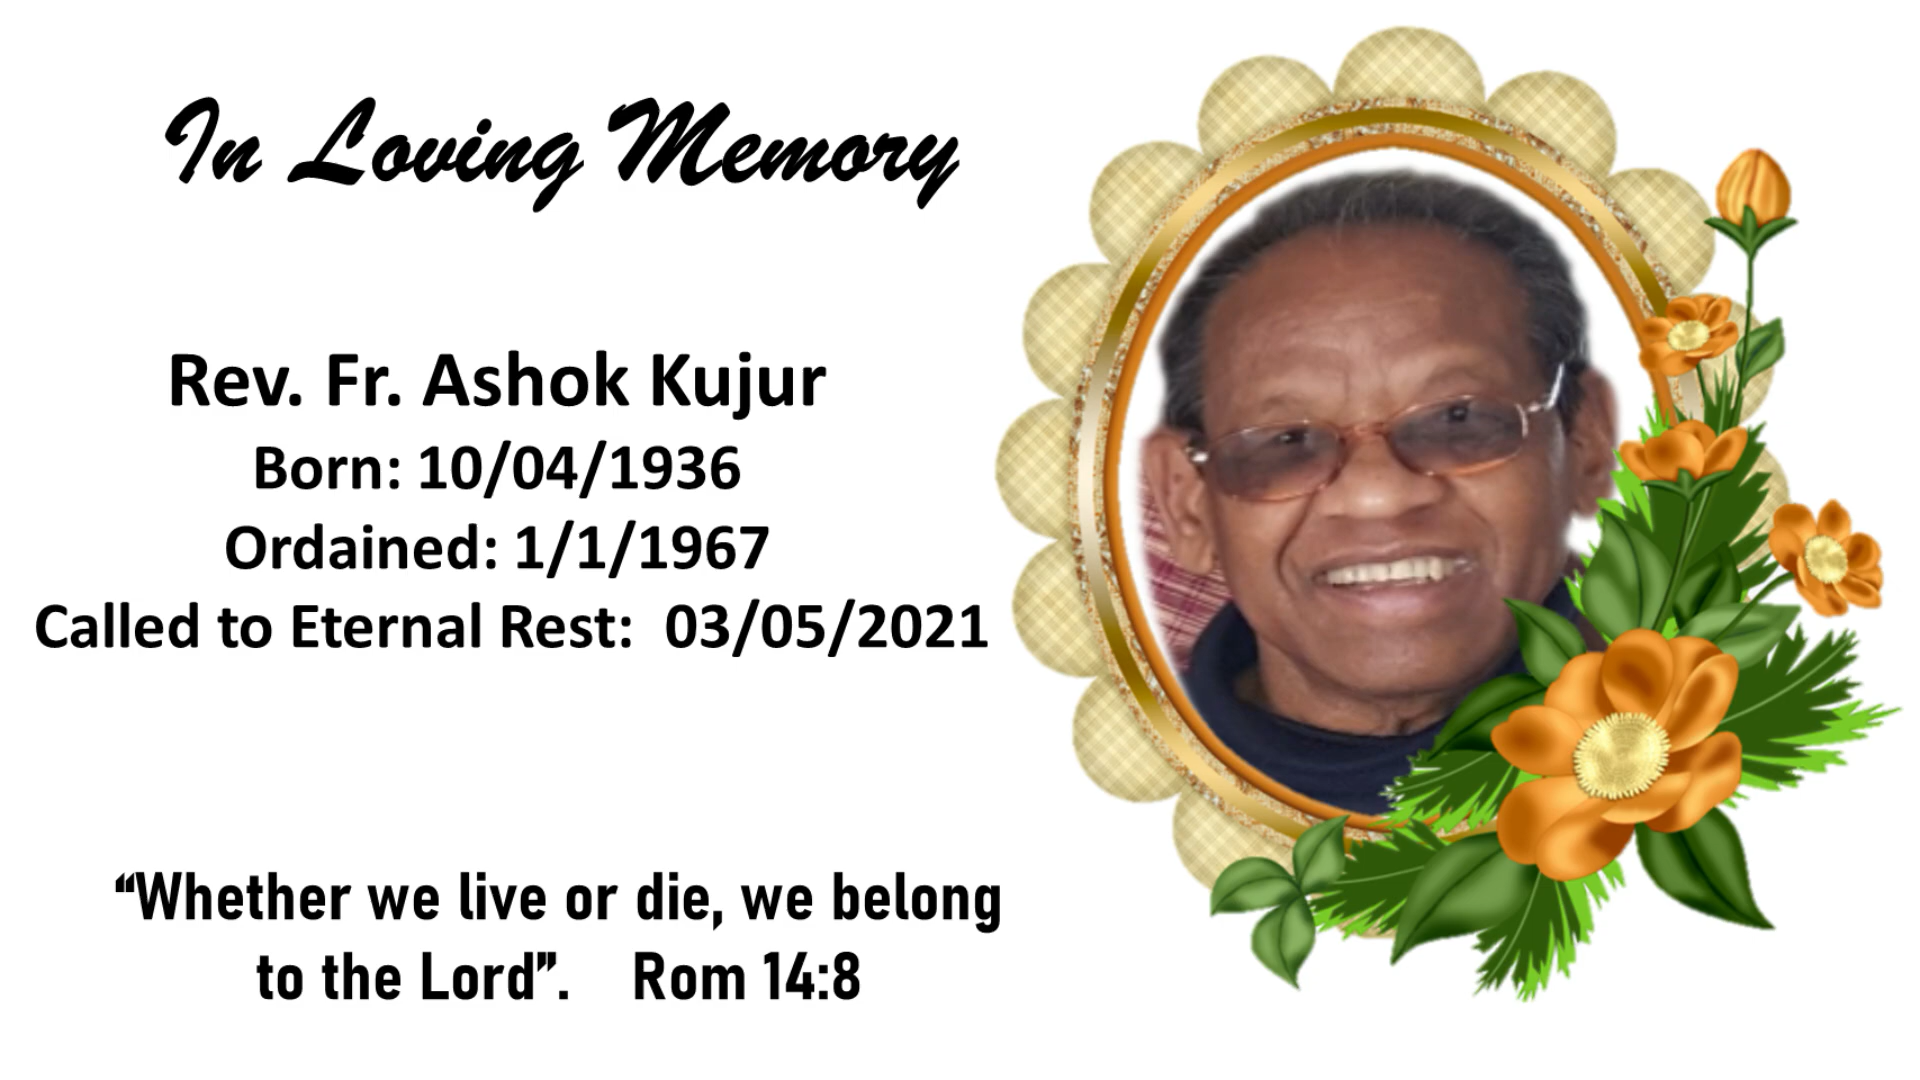 In Loving Memory
Rev. Fr. Ashok Kujur
Born: 10/04/1936
Ordained: 1/1/1967
Called to Eternal Rest:  03/05/2021
“Whether we live or die, we belong
to the Lord”.    Rom 14:8